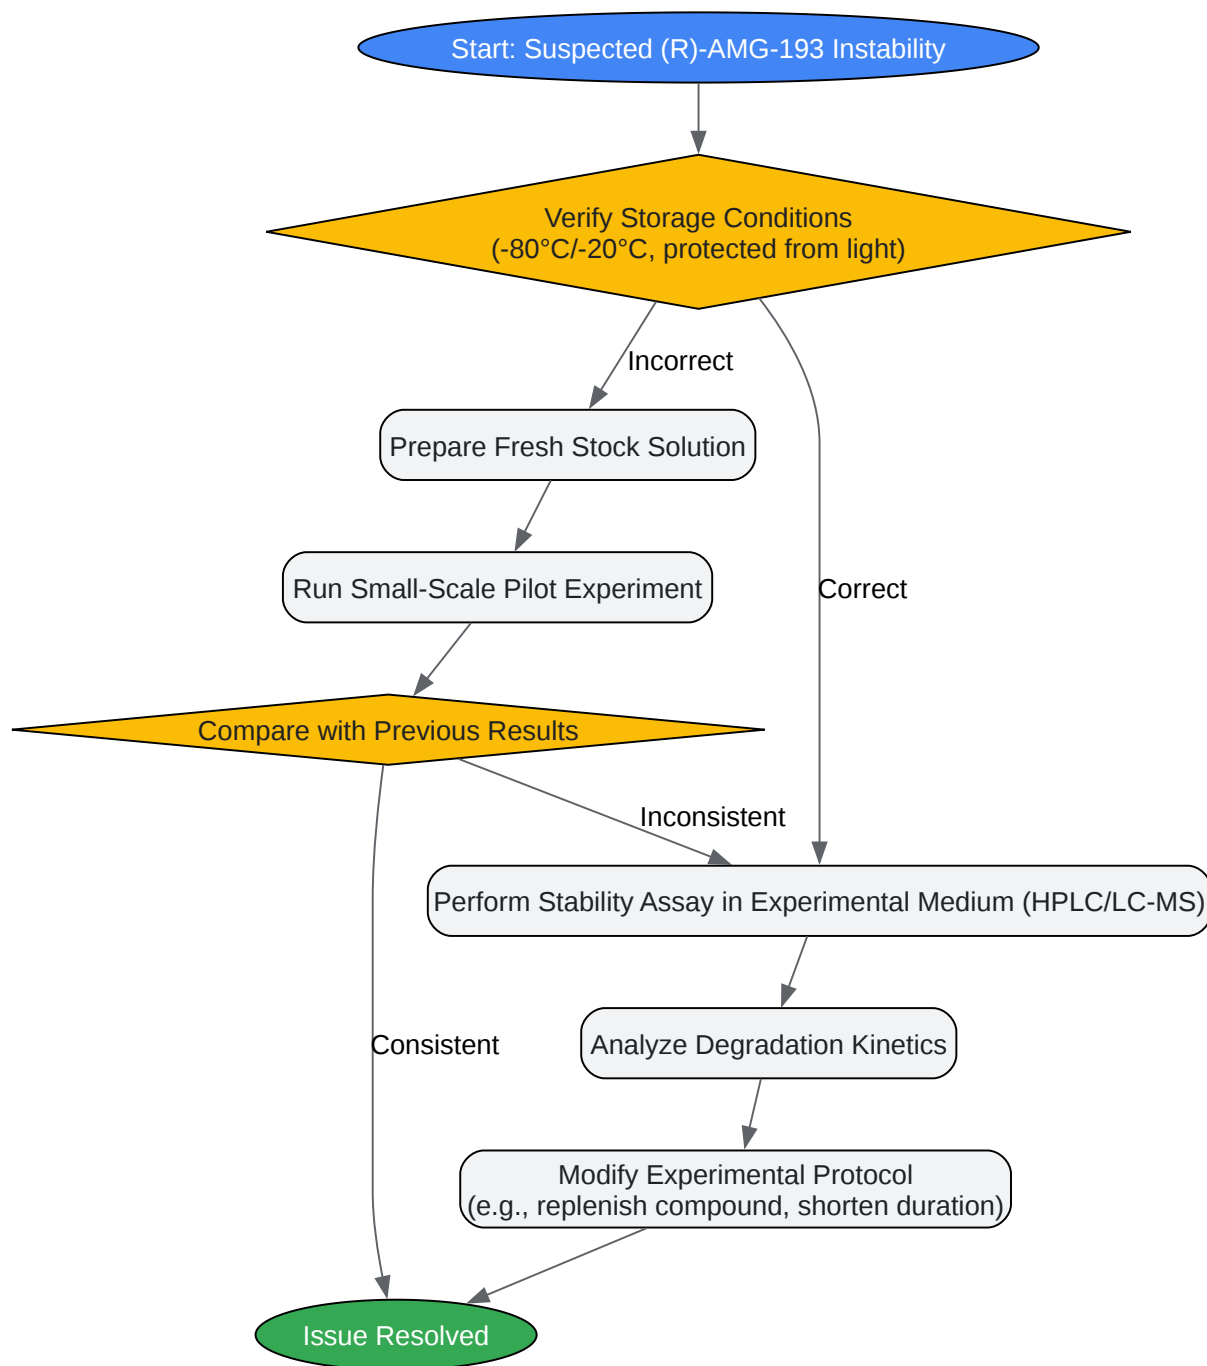 Start: Suspected (R)-AMG-193 Instability
Verify Storage Conditions
(-80°C/-20°C, protected from light)
Incorrect
Prepare Fresh Stock Solution
Run Small-Scale Pilot Experiment
Correct
Compare with Previous Results
Inconsistent
Perform Stability Assay in Experimental Medium (HPLC/LC-MS)
Analyze Degradation Kinetics
Consistent
Modify Experimental Protocol
(e.g., replenish compound, shorten duration)
Issue Resolved